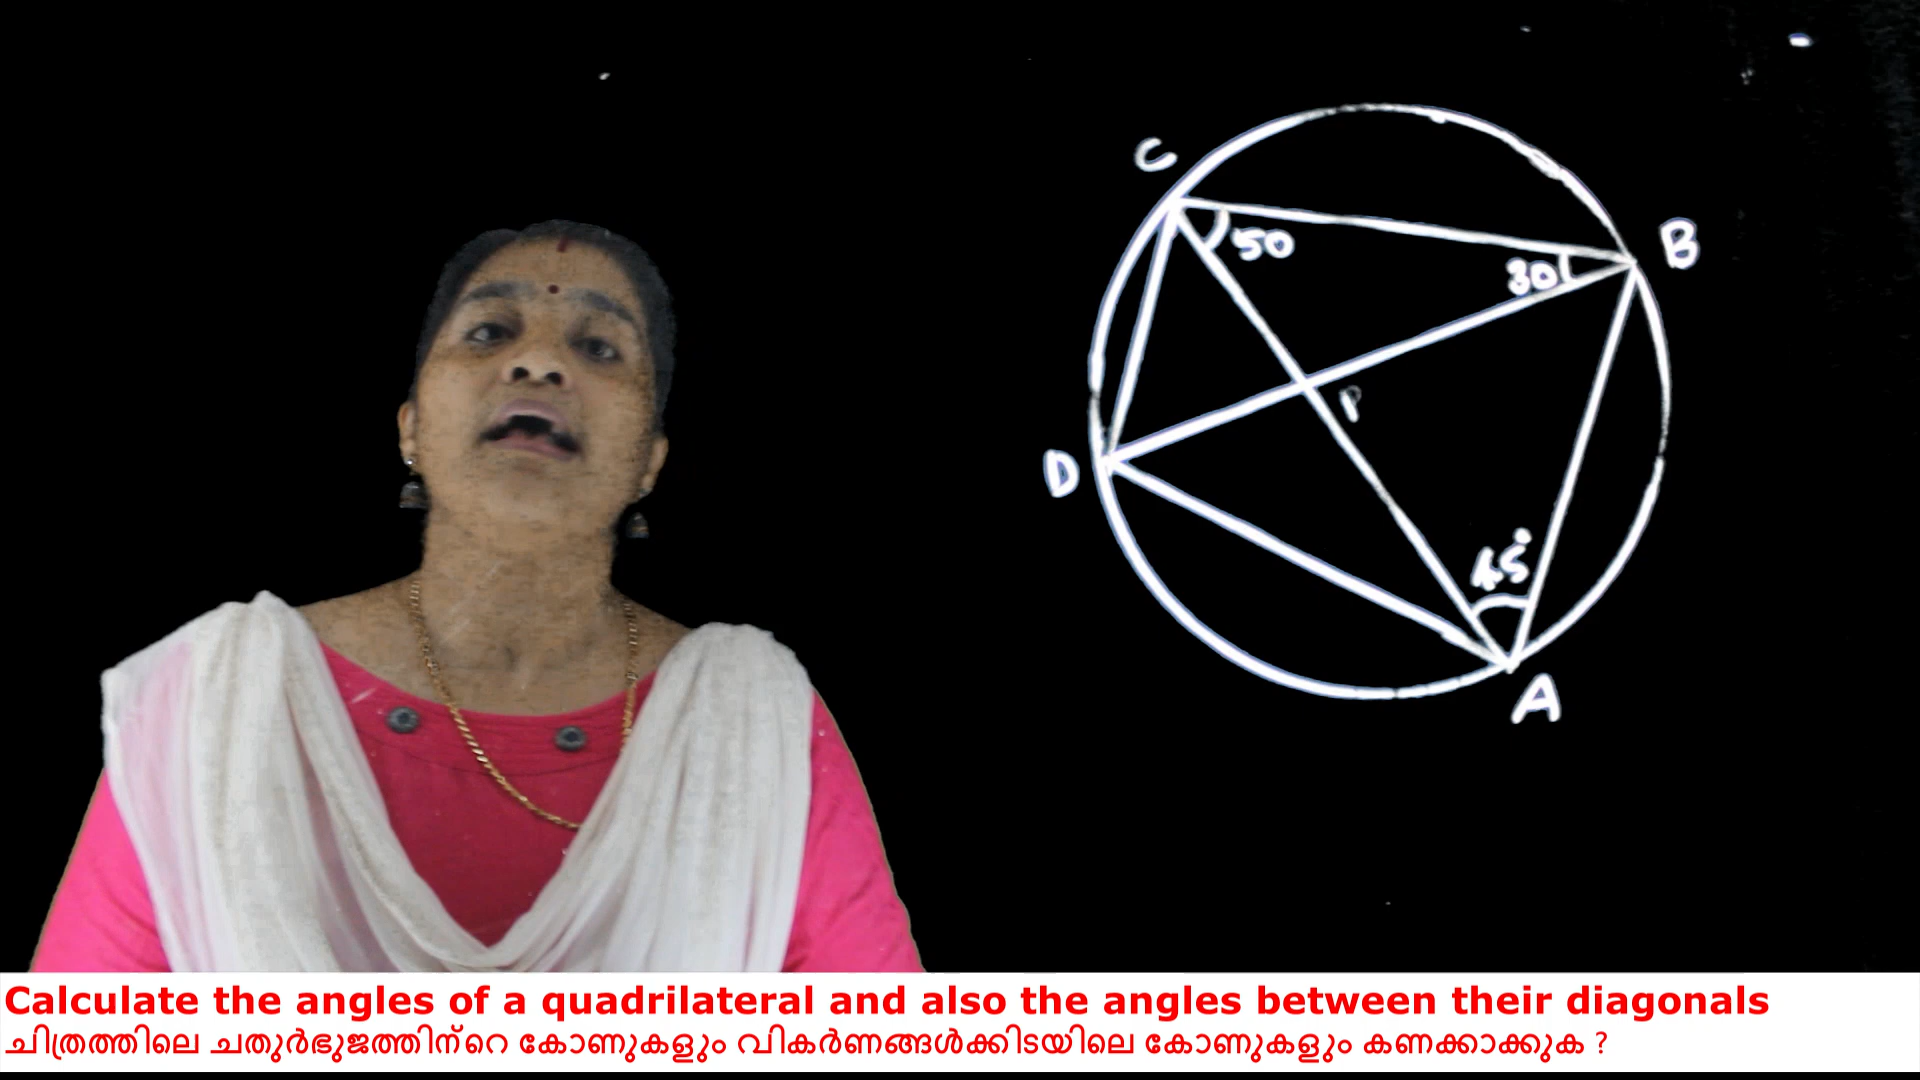 C
B
50
30
P
D
45°
A
Calculate the angles of a quadrilateral and also the angles between their diagonals
ചിത്രത്തിലെ ചതുർഭുജത്തിന്റെ കോണുകളും വികർണങ്ങൾക്കിടയിലെ കോണുകളും കണക്കാക്കുക ?